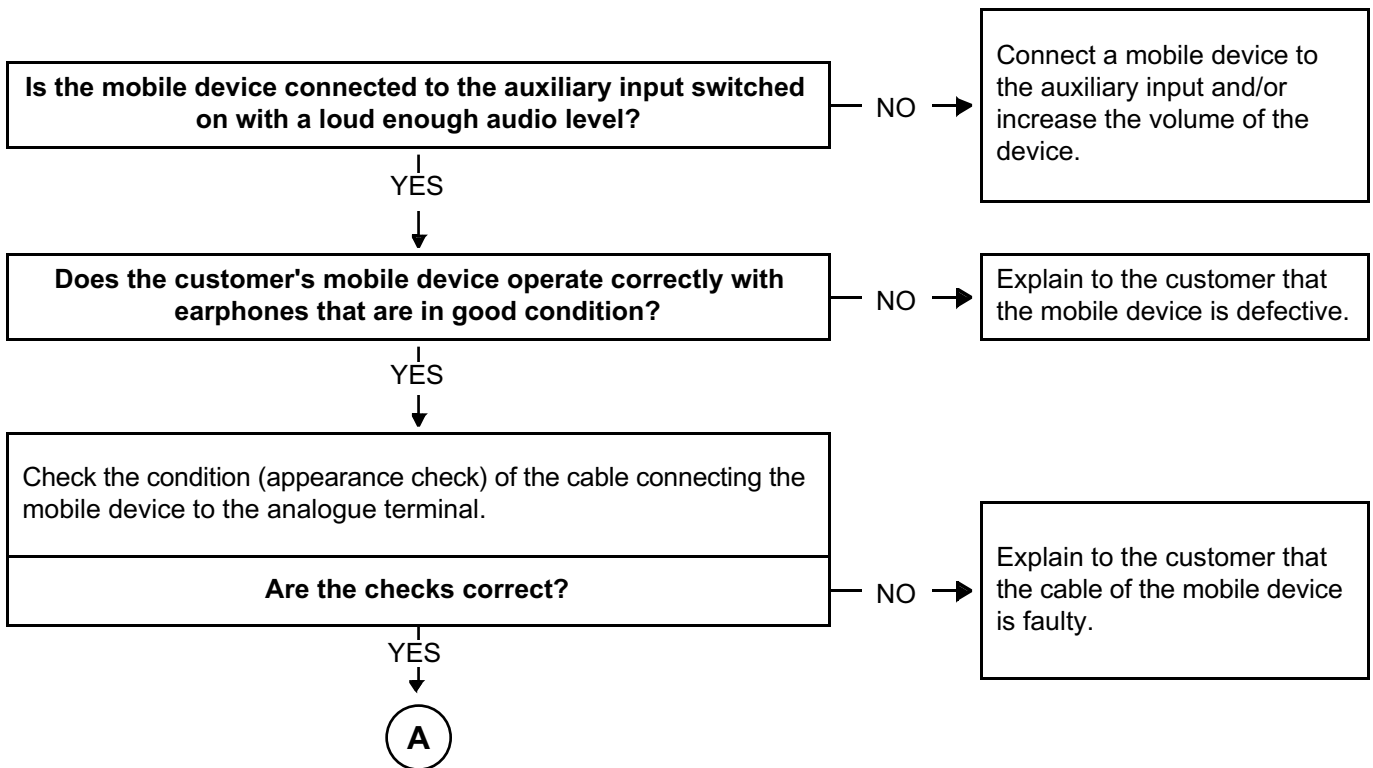 Is the mobile device connected to the auxiliary input switched
on with a loud enough audio level?
NO
Connect a mobile device to
the auxiliary input and/or
increase the volume of the
device.
YES
Does the customer's mobile device operate correctly with
earphones that are in good condition?
NO
Explain to the customer that
the mobile device is defective.
YES
Check the condition (appearance check) of the cable connecting the
mobile device to the analogue terminal.
Are the checks correct?
NO
Explain to the customer that
the cable of the mobile device
is faulty.
YES
A